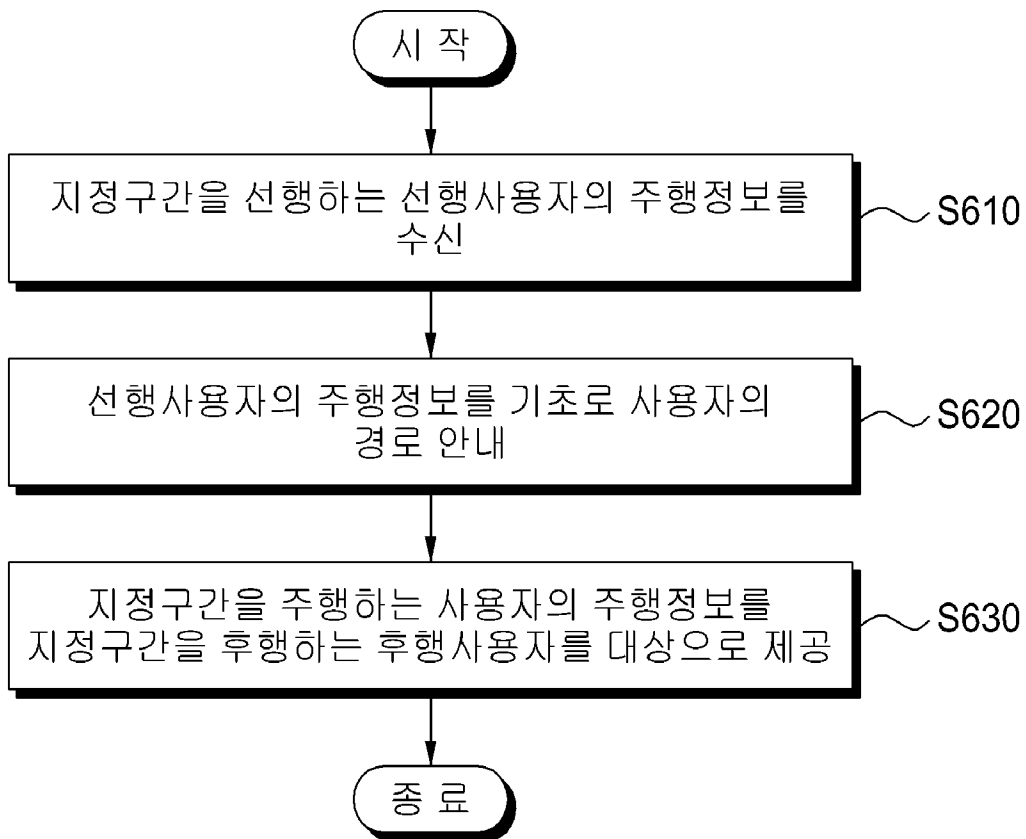 시 작
지정구간을 선행하는 선행사용자의 주행정보를
수신
S610
선행사용자의 주행정보를 기초로 사용자의
경로 안내
S620
지정구간을 주행하는 사용자의 주행정보를
지정구간을 후행하는 후행사용자를 대상으로 제공
S630
종 료